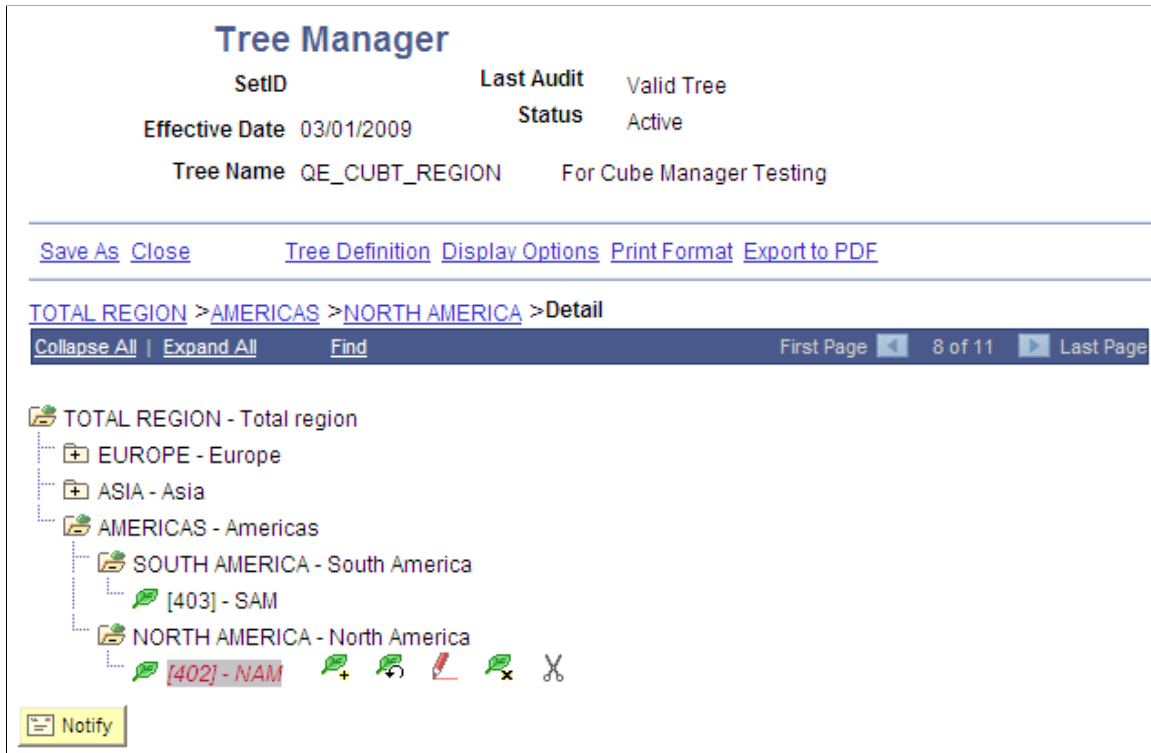 Tree Manager
SetID Last Audit Valid Tree
Effective Date 03/01/2009 Status Active
Tree Name QE_CUBT_REGION For Cube Manager Testing
Save As Close Tree Definition Display Options Print Format Export to PDF
TOTAL REGION >AMERICAS >NORTH AMERICA >Detail
Collapse All | Expand All Find First Page 8 of 11 Last Page
TOTAL REGION - Total region
EUROPE - Europe
ASIA - Asia
AMERICAS - Americas
SOUTH AMERICA - South America
[403] - SAM
NORTH AMERICA - North America
[402] - NAM
Notify